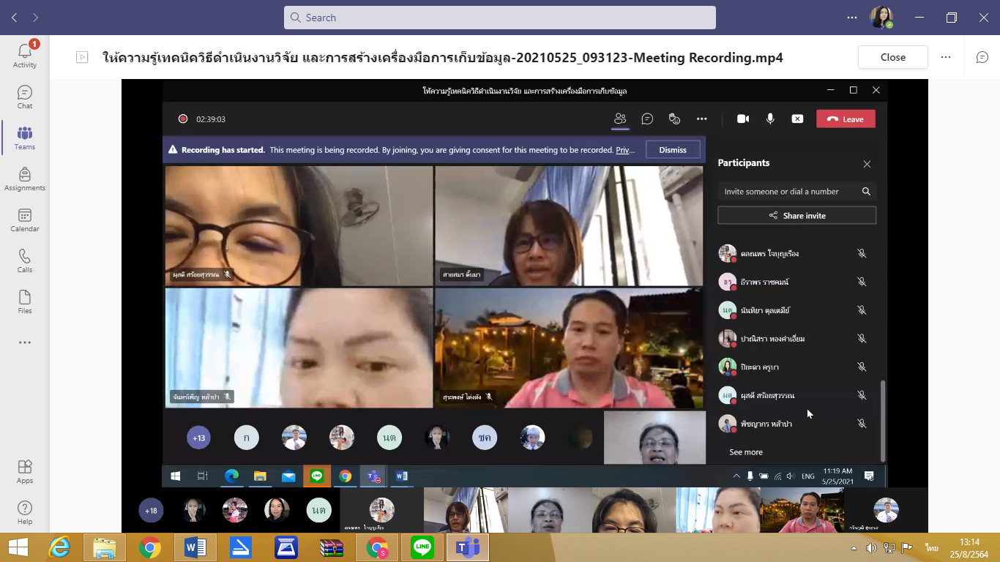 Search
1
Activity
Chat
Teams
Assignments
Calendar
Calls
Files
Apps
Help
ให้ความรู้เทคนิควิธีดำเนินงานวิจัย และการสร้างเครื่องมือการเก็บข้อมูล-20210525_093123-Meeting Recording.mp4
Close
ให้ความรู้เทคนิควิธีดำเนินงานวิจัย และการสร้างเครื่องมือการเก็บข้อมูล
02:39:03
Leave
Recording has started. This meeting is being recorded. By joining, you are giving consent for this meeting to be recorded. Priv...
Dismiss
ผุสดี สร้อยสุวรรณ
สายสมร ติ๊บมา
จันทร์เพ็ญ หล้าปา
สุระพงษ์ โต่งตัง
+13
ก
นต
ซค
Participants
Invite someone or dial a number
Share invite
ดลณพร ใจบุญเรือง
ธร
ธีราพร ราชคมน์
นต
นันทิยา ตุลเตมีย์
ปาณิสรา ทองคำเอี่ยม
ปิยะดา ครูบา
ผส
ผุสดี สร้อยสุวรรณ
พิชญากร หล้าปา
See more
ENG
11:19 AM
5/25/2021
+18
นต
ดลณพร ใจบุญเรือง
ไทย
13:14
25/8/2564